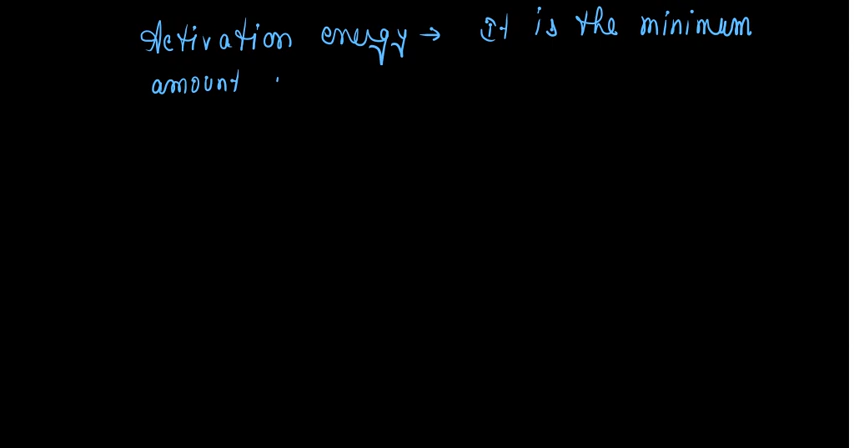 Activation energy → It is the minimum
amount